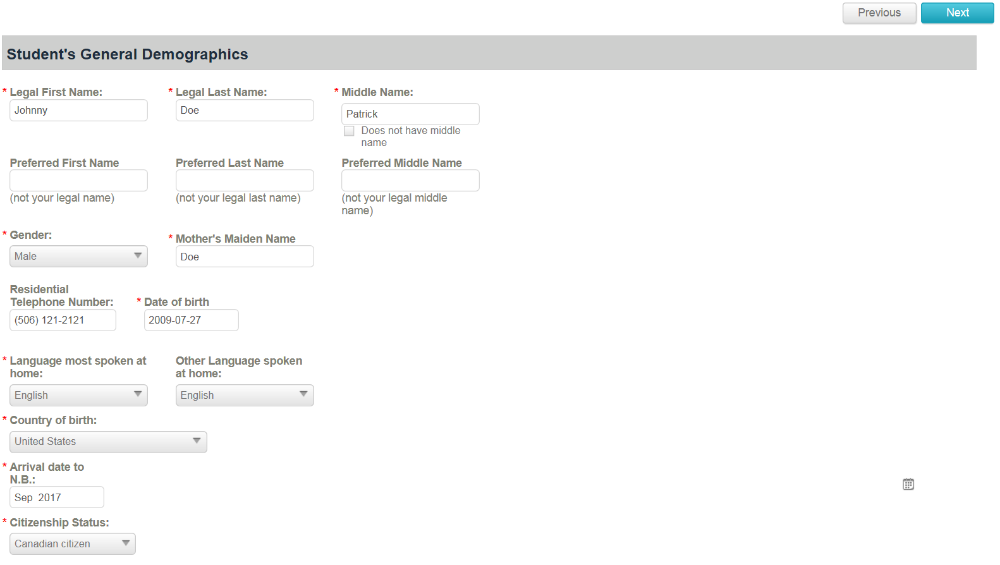 Previous Next
Student's General Demographics
* Legal First Name: * Legal Last Name: * Middle Name:
Johnny Doe Patrick
Does not have middle
name
Preferred First Name Preferred Last Name Preferred Middle Name
(not your legal name) (not your legal last name) (not your legal middle
name)
* Gender: * Mother's Maiden Name
Male Doe
Residential
Telephone Number: * Date of birth
(506) 121-2121 2009-07-27
* Language most spoken at Other Language spoken
home: at home:
English English
* Country of birth:
United States
* Arrival date to
N.B.:
Sep 2017
* Citizenship Status:
Canadian citizen